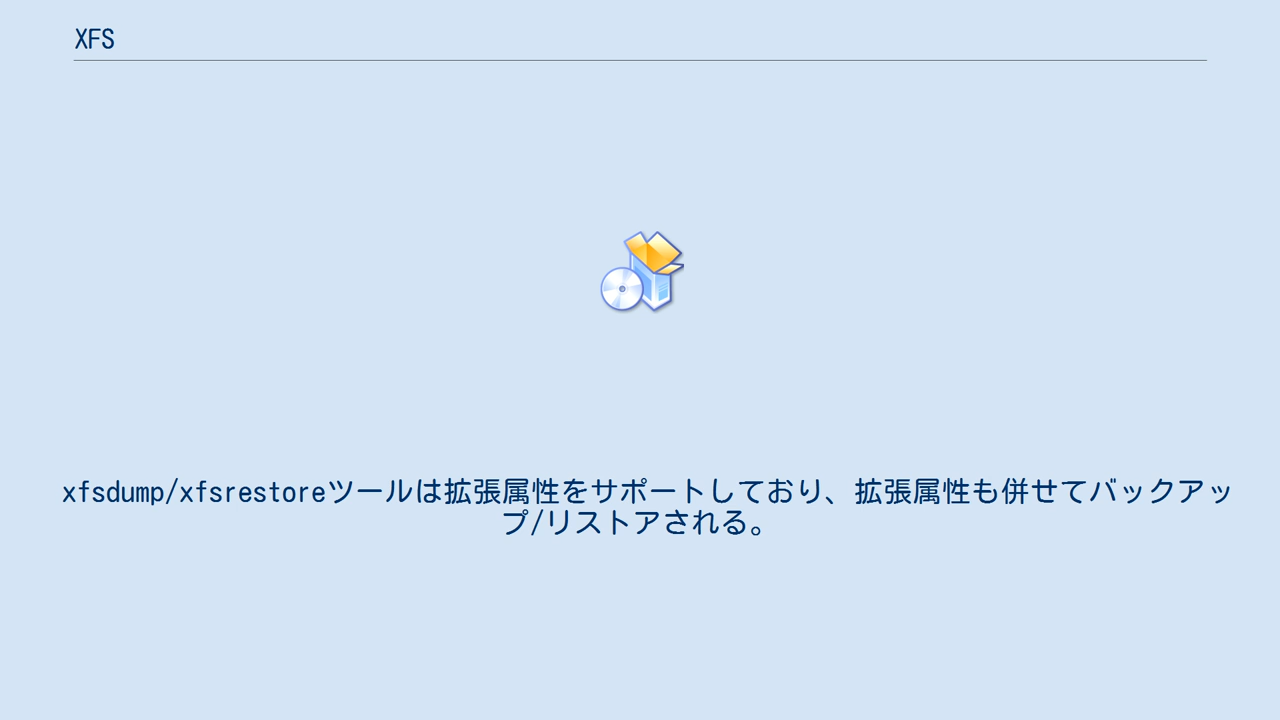 XFS
xfsdump/xfsrestoreツールは拡張属性をサポートしており、拡張属性も併せてバックアッ
プ/リストアされる。